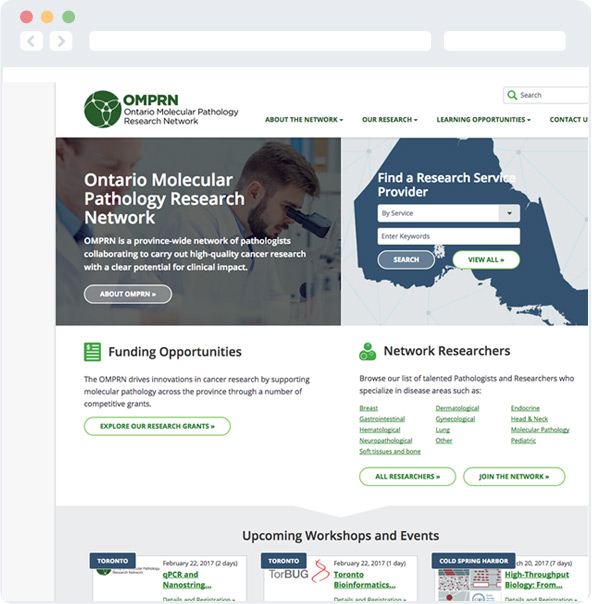 OMPRN
Ontario Molecular Pathology
Research Network
Search
ABOUT THE NETWORK
OUR RESEARCH
LEARNING OPPORTUNITIES
CONTACT U
Ontario Molecular
Pathology Research
Network
OMPRN is a province-wide network of pathologists
collaborating to carry out high-quality cancer research
with a clear potential for clinical impact.
ABOUT OMPRN »
Find a Research Service
Provider
By Service
Enter Keywords
SEARCH
VIEW ALL »
Funding Opportunities
The OMPRN drives innovations in cancer research by supporting
molecular pathology across the province through a number of
competitive grants.
EXPLORE OUR RESEARCH GRANTS »
Network Researchers
Browse our list of talented Pathologists and Researchers who
specialize in disease areas such as:
Breast
Gastrointestinal
Hematological
Neuropathological
Soft tissues and bone
Dermatological
Gynecological
Lung
Other
Endocrine
Head & Neck
Molecular Pathology
Pediatric
ALL RESEARCHERS »
JOIN THE NETWORK »
Upcoming Workshops and Events
TORONTO
February 22, 2017 (2 days)
qPCR and
Nanostring...
Details and Registration »
TORONTO
TorBUG
February 22, 2017 (1 day)
Toronto
Bioinformatics...
Details and Registration »
COLD SPRING HARBOR
ch 20, 2017 (7 days)
High-Throughput
Biology: From...
Details and Registration »